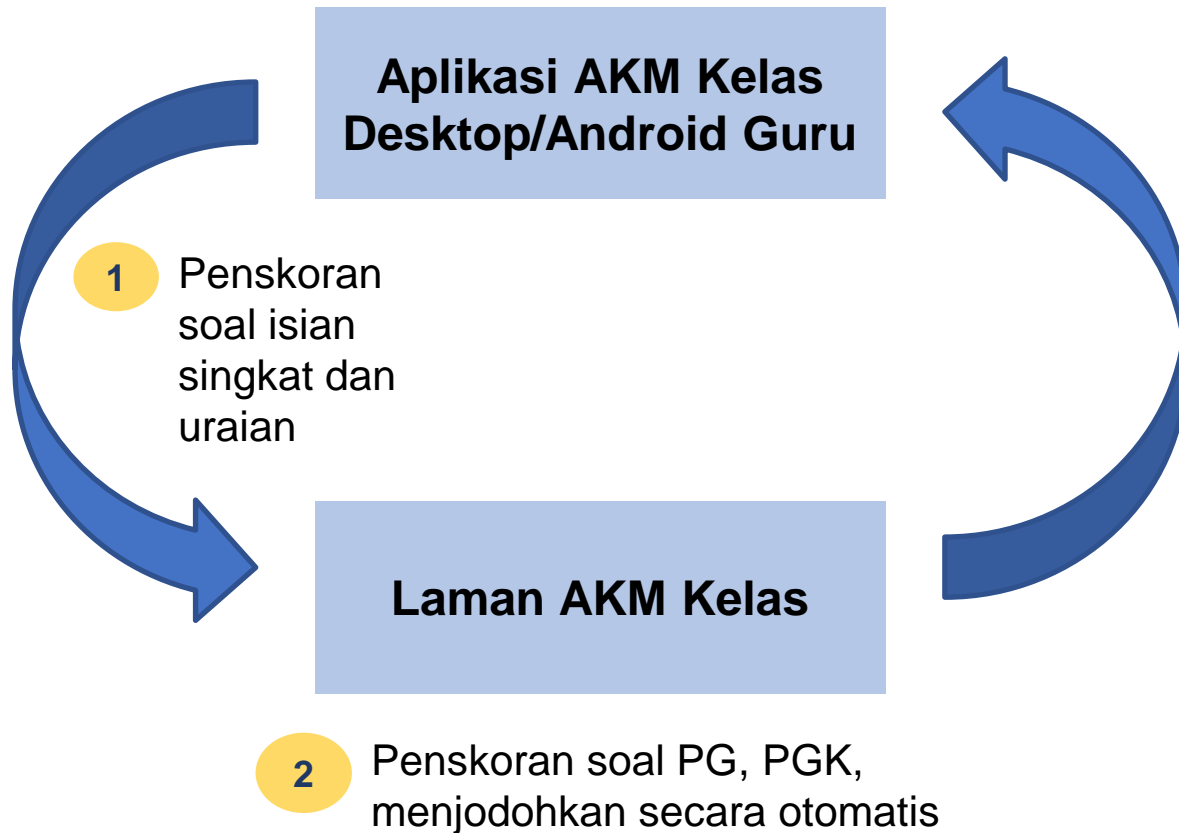 Aplikasi AKM Kelas
Desktop/Android Guru
1
Penskoran
soal isian
singkat dan
uraian
Laman AKM Kelas
2
Penskoran soal PG, PGK,
menjodohkan secara otomatis